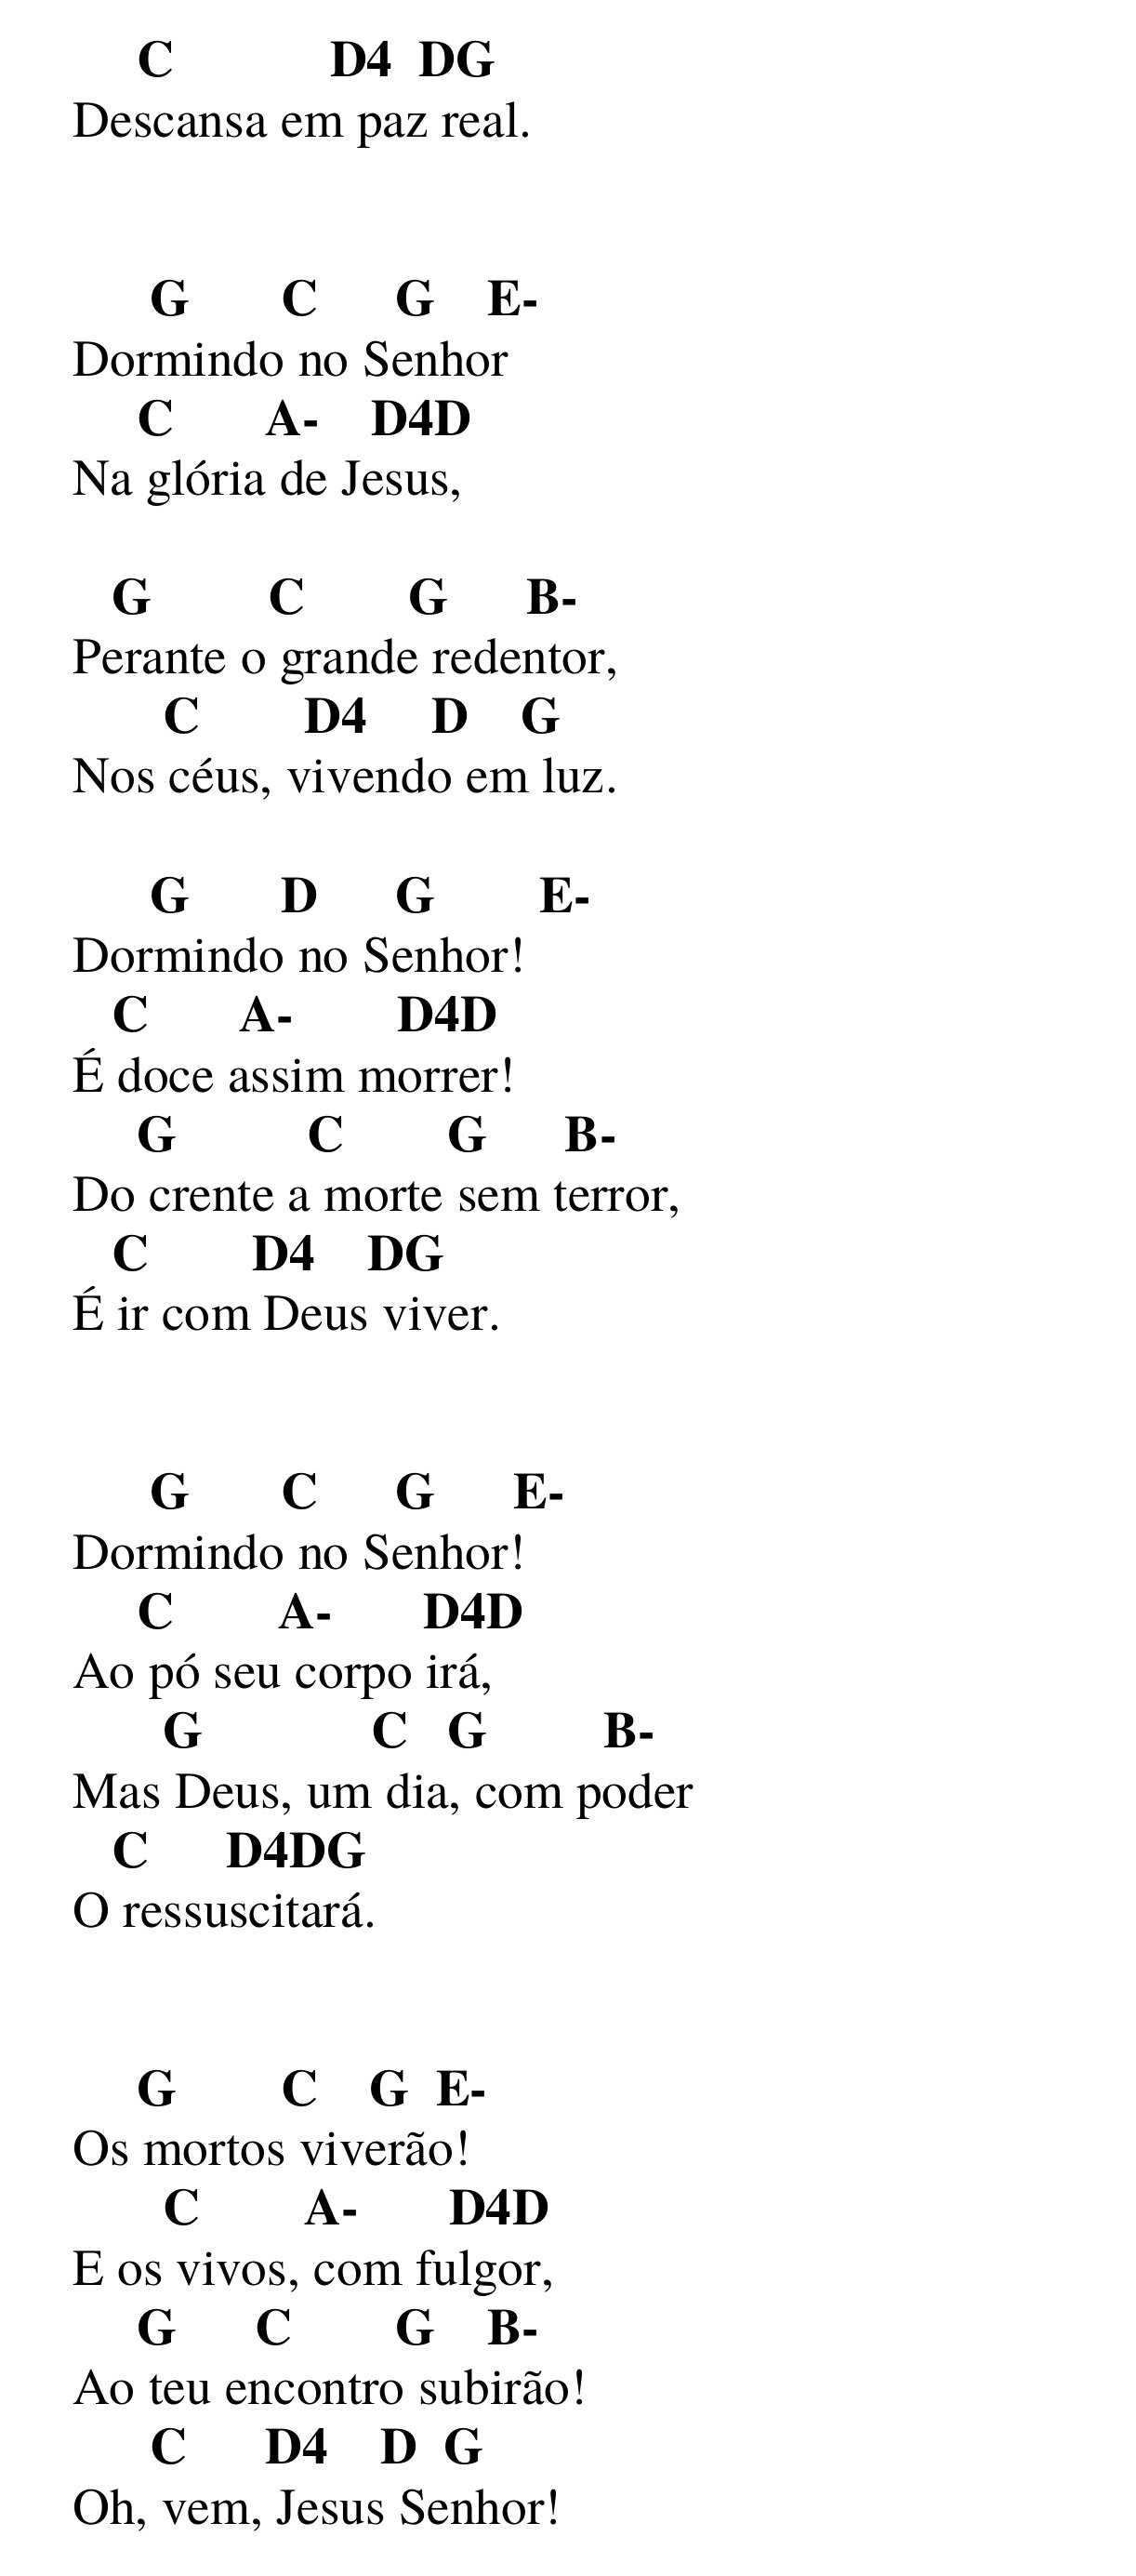 C D4 DG
Descansa em paz real.
G C G E-
Dormindo no Senhor
C A- D4D
Na glória de Jesus,
G C G B-
Perante o grande redentor,
C D4 D G
Nos céus, vivendo em luz.
G D G E-
Dormindo no Senhor!
C A- D4D
É doce assim morrer!
G C G B-
Do crente a morte sem terror,
C D4 DG
É ir com Deus viver.
G C G E-
Dormindo no Senhor!
C A- D4D
Ao pó seu corpo irá,
G C G B-
Mas Deus, um dia, com poder
C D4DG
O ressuscitará.
G C G E-
Os mortos viverão!
C A- D4D
E os vivos, com fulgor,
G C G B-
Ao teu encontro subirão!
C D4 D G
Oh, vem, Jesus Senhor!